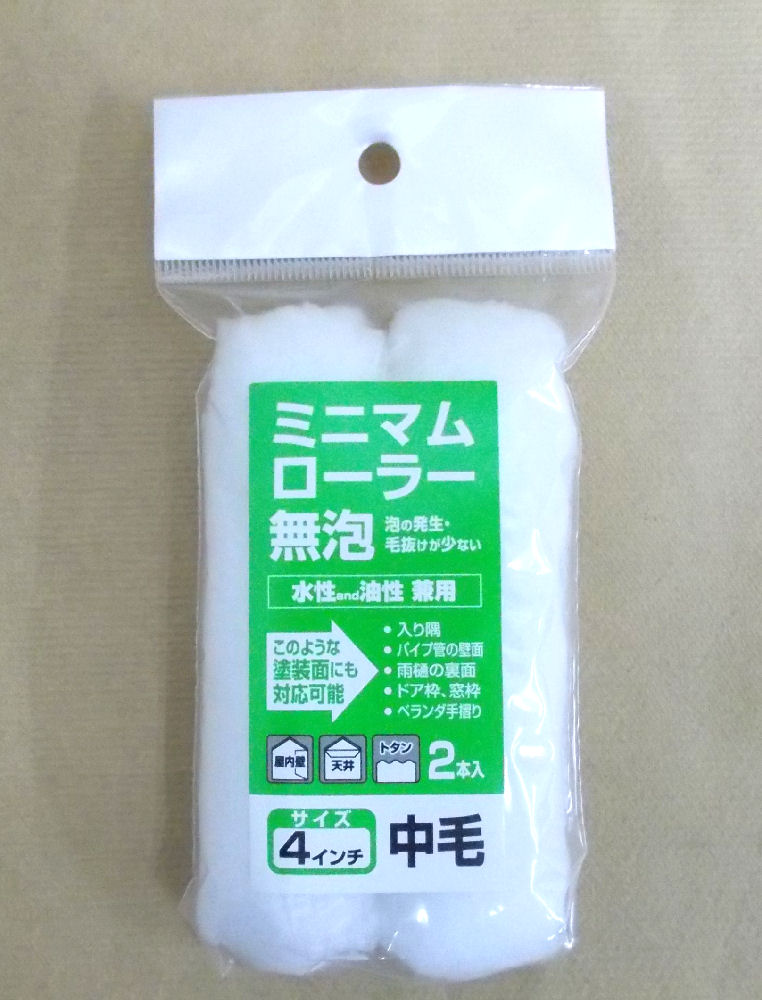 ミニマム
ローラー
無泡
泡の発生・
毛抜けが少ない
水性and油性 兼用
このような
塗装面にも
対応可能
• 入り隅
• パイプ管の壁面
• 雨樋の裏面
• ドア枠、窓枠
• ベランダ手摺り
屋内壁
天井
トタン
2本入
サイズ
4インチ
中毛